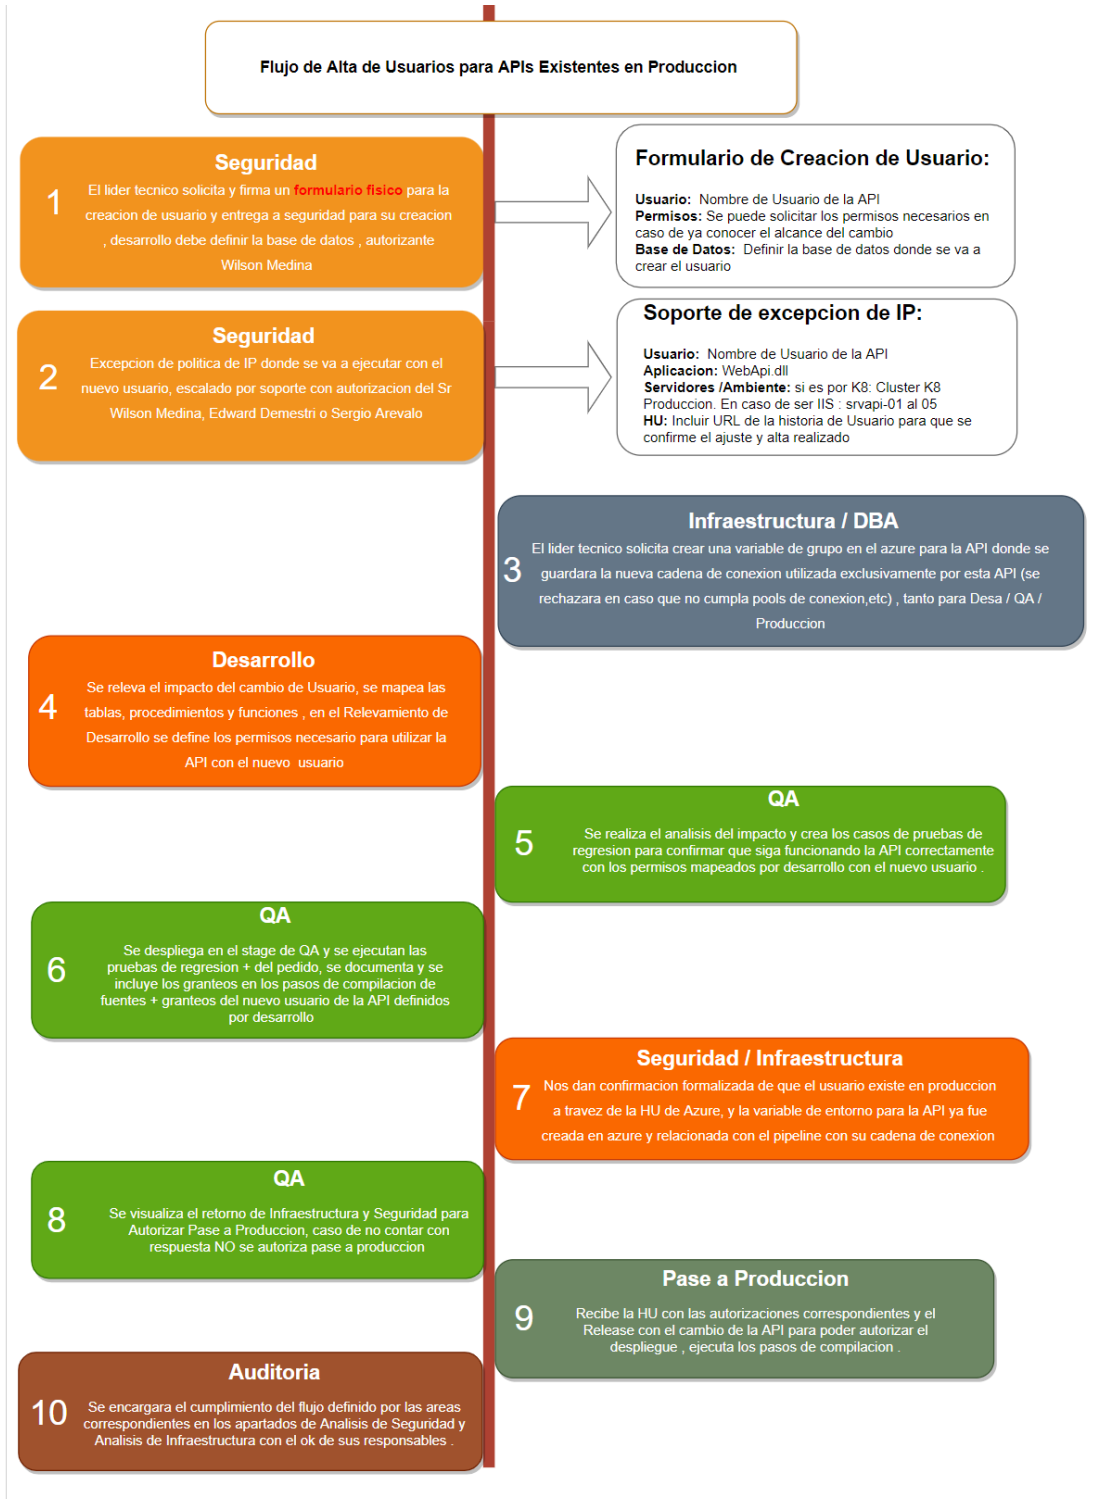 Flujo de Alta de Usuarios para APIs Existentes en Produccion
Seguridad
1
El lider tecnico solicita y firma un formulario fisico para la
creacion de usuario y entrega a seguridad para su creacion
, desarrollo debe definir la base de datos , autorizante
Wilson Medina
Formulario de Creacion de Usuario:
Usuario: Nombre de Usuario de la API
Permisos: Se puede solicitar los permisos necesarios en
caso de ya conocer el alcance del cambio
Base de Datos: Definir la base de datos donde se va a
crear el usuario
Seguridad
2
Excepcion de politica de IP donde se va a ejecutar con el
nuevo usuario, escalado por soporte con autorizacion del Sr
Wilson Medina, Edward Demestri o Sergio Arevalo
Soporte de excepcion de IP:
Usuario: Nombre de Usuario de la API
Aplicacion: WebApi.dll
Servidores /Ambiente: si es por K8: Cluster K8
Produccion. En caso de ser IIS : srvapi-01 al 05
HU: Incluir URL de la historia de Usuario para que se
confirme el ajuste y alta realizado
Infraestructura / DBA
3
El lider tecnico solicita crear una variable de grupo en el azure para la API donde se
guardara la nueva cadena de conexion utilizada exclusivamente por esta API (se
rechazara en caso que no cumpla pools de conexion,etc) , tanto para Desa / QA /
Produccion
Desarrollo
4
Se releva el impacto del cambio de Usuario, se mapea las
tablas, procedimientos y funciones , en el Relevamiento de
Desarrollo se define los permisos necesario para utilizar la
API con el nuevo usuario
QA
5
Se realiza el analisis del impacto y crea los casos de pruebas de
regresion para confirmar que siga funcionando la API correctamente
con los permisos mapeados por desarrollo con el nuevo usuario .
QA
6
Se despliega en el stage de QA y se ejecutan las
pruebas de regresion + del pedido, se documenta y se
incluye los granteos en los pasos de compilacion de
fuentes + granteos del nuevo usuario de la API definidos
por desarrollo
Seguridad / Infraestructura
7
Nos dan confirmacion formalizada de que el usuario existe en produccion
a travez de la HU de Azure, y la variable de entorno para la API ya fue
creada en azure y relacionada con el pipeline con su cadena de conexion
QA
8
Se visualiza el retorno de Infraestructura y Seguridad para
Autorizar Pase a Produccion, caso de no contar con
respuesta NO se autoriza pase a produccion
Pase a Produccion
9
Recibe la HU con las autorizaciones correspondientes y el
Release con el cambio de la API para poder autorizar el
despliegue , ejecuta los pasos de compilacion .
Auditoria
10
Se encargara el cumplimiento del flujo definido por las areas
correspondientes en los apartados de Analisis de Seguridad y
Analisis de Infraestructura con el ok de sus responsables .